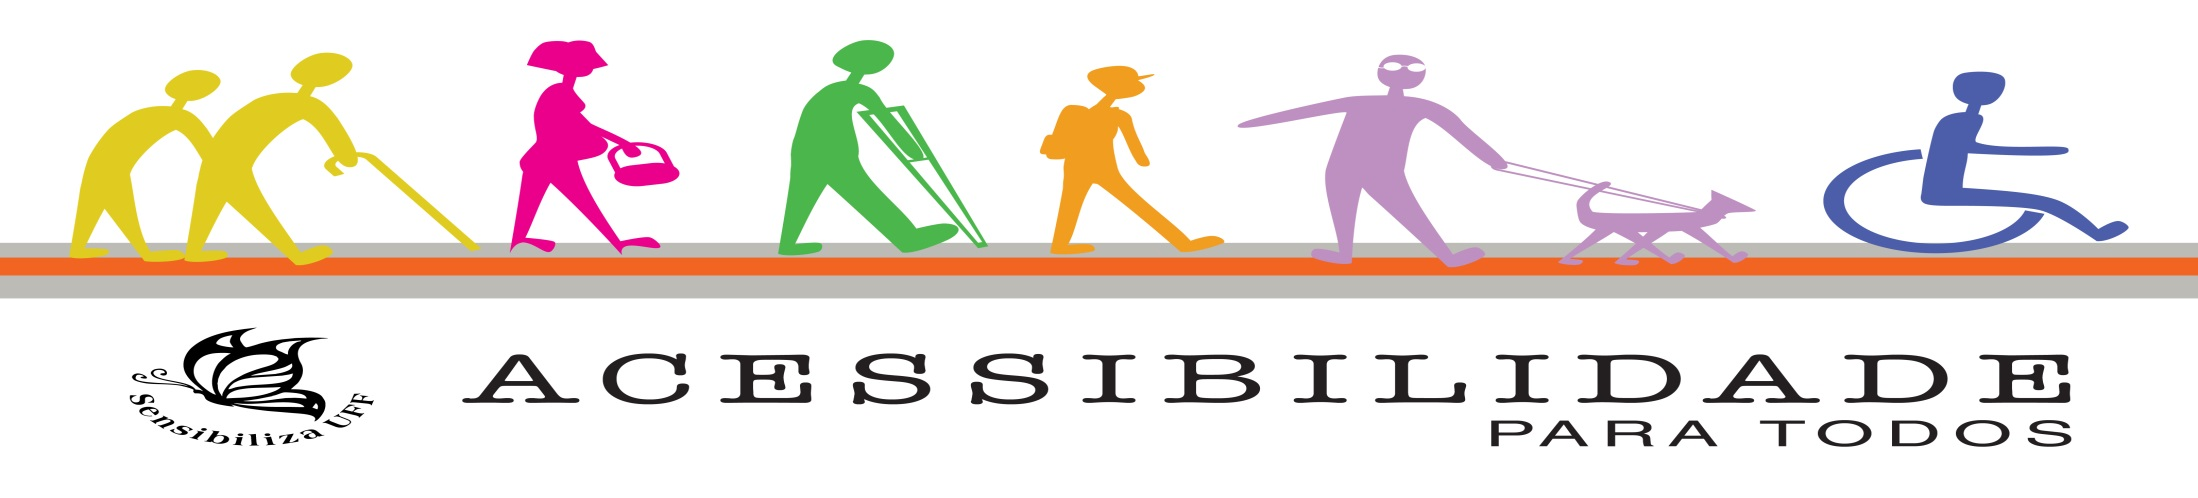 ACESSIBILIDADE
PARA TODOS
Sensibiliza UFF